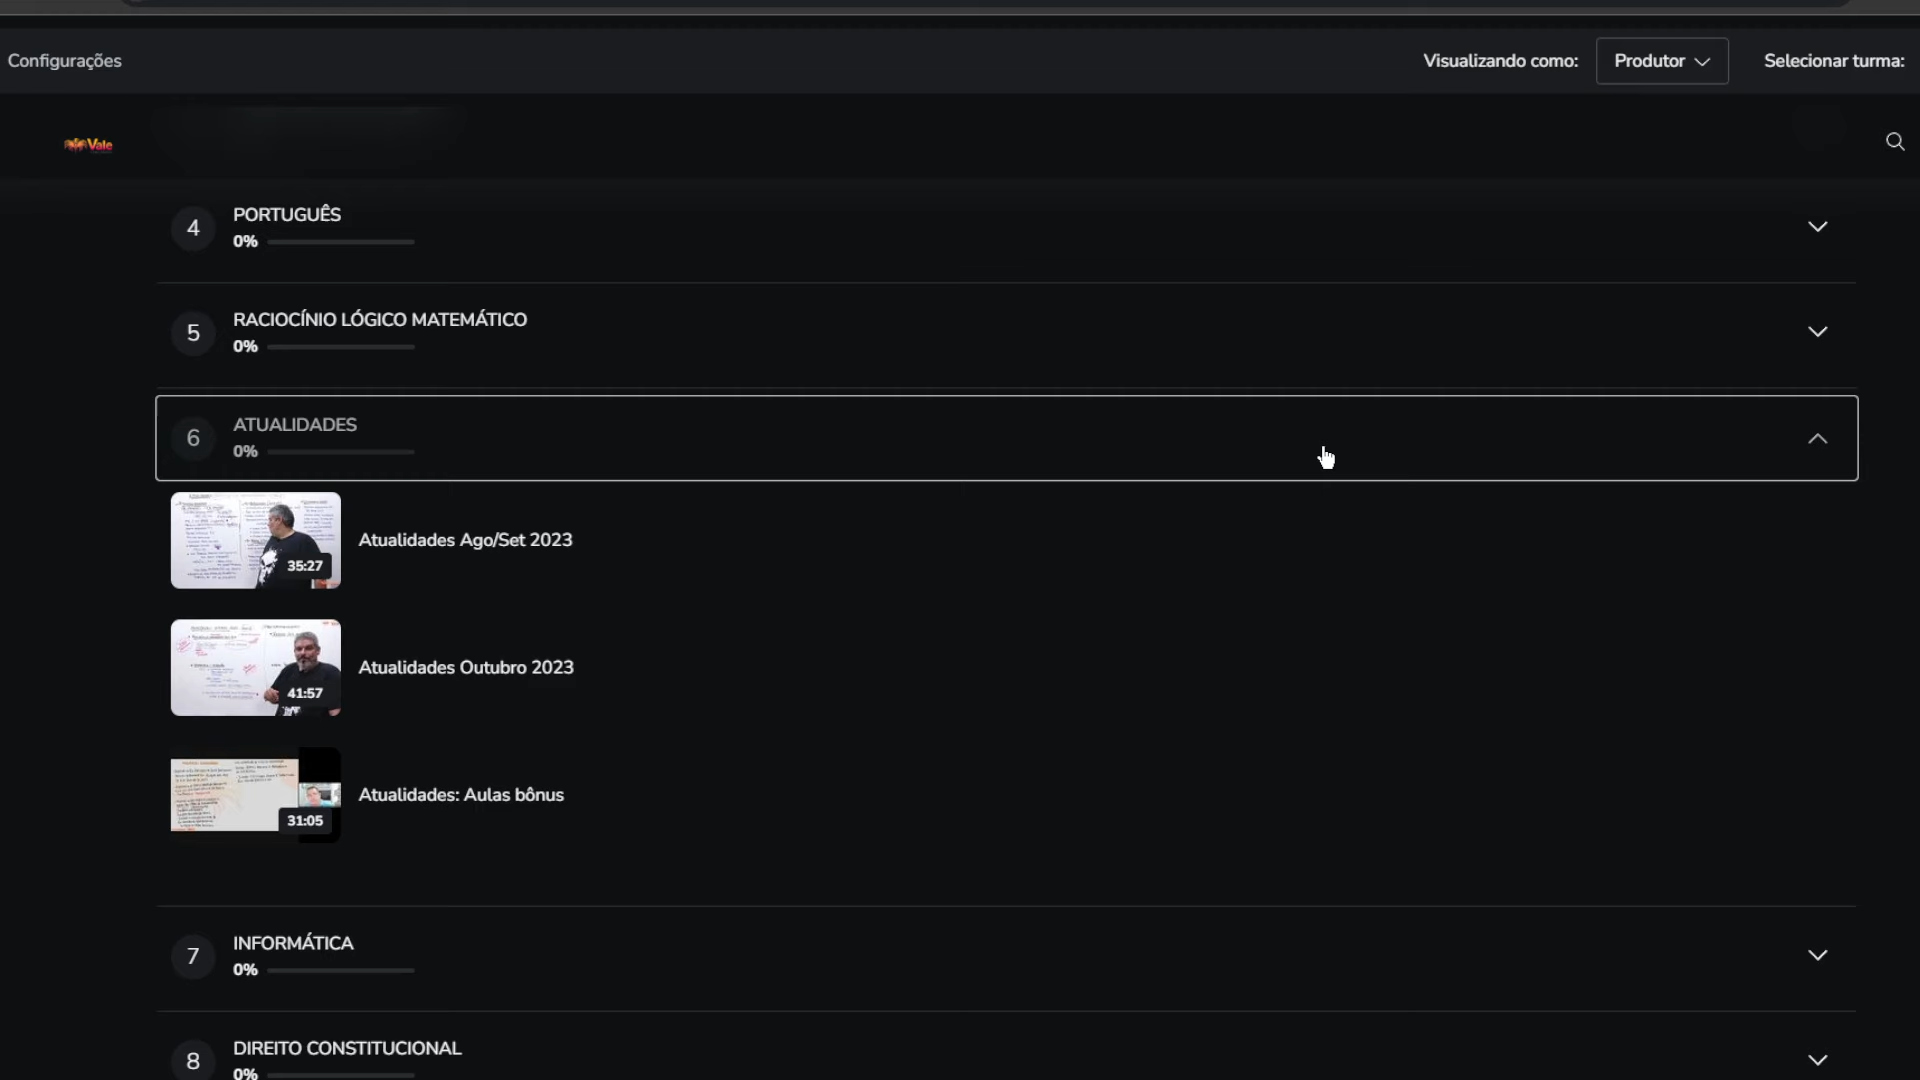 Configurações
Visualizando como:
Produtor
Selecionar turma:
Vale
4
PORTUGUÊS
0%
5
RACIOCÍNIO LÓGICO MATEMÁTICO
0%
6
ATUALIDADES
0%
35:27
Atualidades Ago/Set 2023
41:57
Atualidades Outubro 2023
31:05
Atualidades: Aulas bônus
7
INFORMÁTICA
0%
8
DIREITO CONSTITUCIONAL
0%